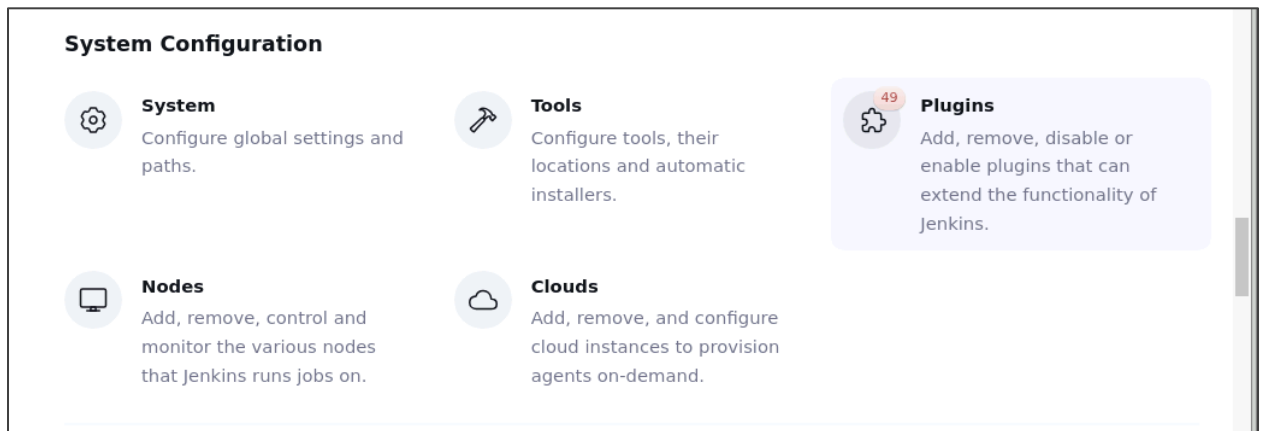 System Configuration
System
Configure global settings and
paths.
Tools
Configure tools, their
locations and automatic
installers.
49
Plugins
Add, remove, disable or
enable plugins that can
extend the functionality of
Jenkins.
Nodes
Add, remove, control and
monitor the various nodes
that Jenkins runs jobs on.
Clouds
Add, remove, and configure
cloud instances to provision
agents on-demand.